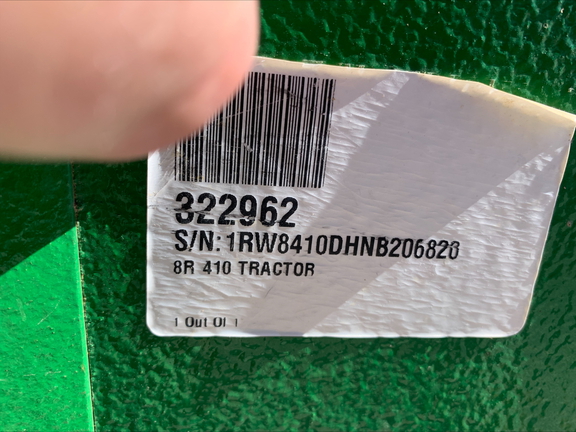 322962
S/N: 1RW8410DHNB206828
8R 410 TRACTOR
1 Out Of 1